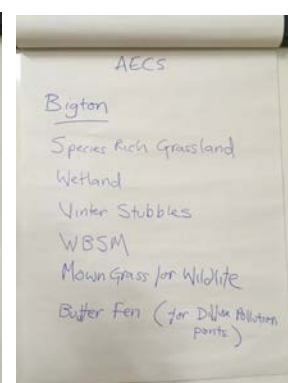 AECS
Bigton
Species Rich Grassland
Wetland
Winter Stubbles
WBSM
Mown Grass for Wildlife
Buffer Fen (for Diffuse Pollution
points)